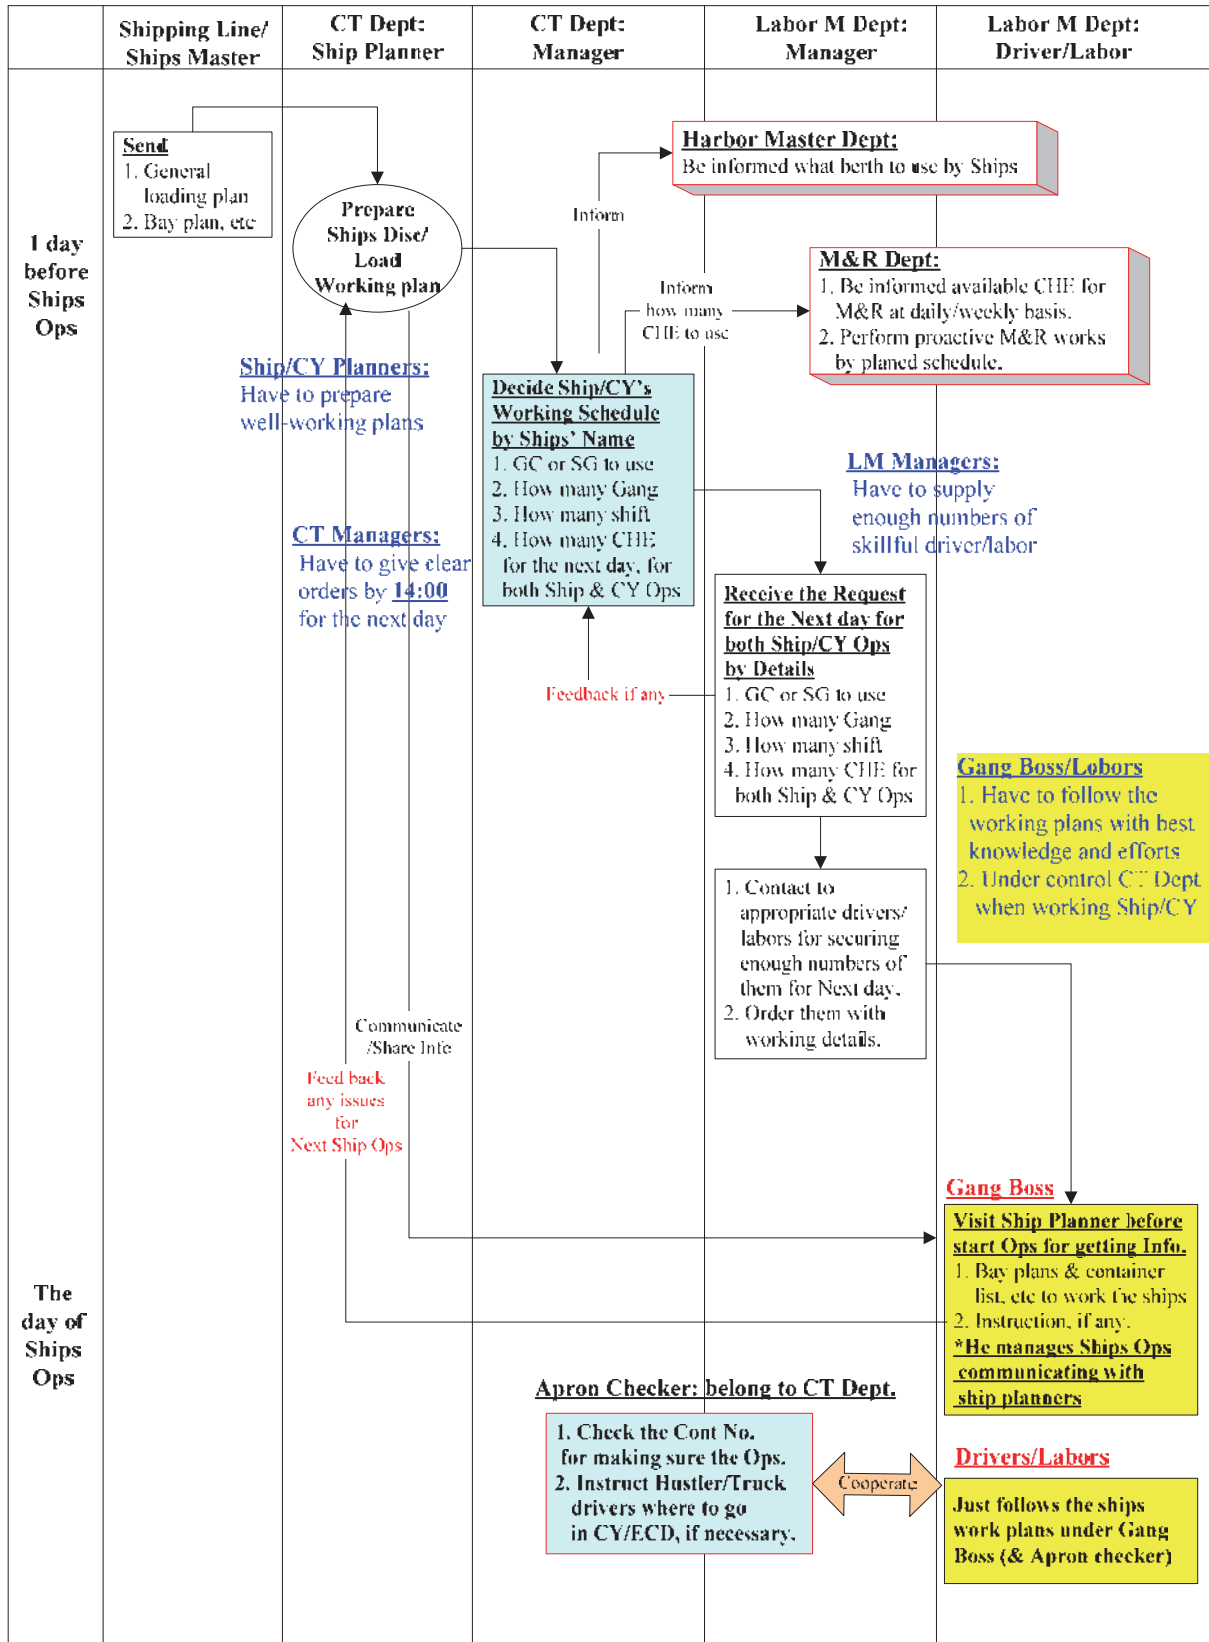 Shipping Line/
Ships Master
CT Dept:
Ship Planner
CT Dept:
Manager
Labor M Dept:
Manager
Labor M Dept:
Driver/Labor
1 day
before
Ships
Ops
Send
1. General
loading plan
2. Bay plan, etc
Prepare
Ships Disc/
Load
Working plan
Harbor Master Dept:
Be informed what berth to use by Ships
Inform
M&R Dept:
1. Be informed available CHE for
M&R at daily/weekly basis.
2. Perform proactive M&R works
by planed schedule.
Inform
how many
CHE to use
Ship/CY Planners:
Have to prepare
well-working plans
Decide Ship/CY's
Working Schedule
by Ships' Name
1. GC or SG to use
2. How many Gang
3. How many shift
4. How many CHE
for the next day, for
both Ship & CY Ops
LM Managers:
Have to supply
enough numbers of
skillful driver/labor
CT Managers:
Have to give clear
orders by 14:00
for the next day
Receive the Request
for the Next day for
both Ship/CY Ops
by Details
1. GC or SG to use
2. How many Gang
3. How many shift
4. How many CHE for
both Ship & CY Ops
Feedback if any
Gang Boss/Lobors
1. Have to follow the
working plans with best
knowledge and efforts
2. Under control CT Dept
when working Ship/CY
1. Contact to
appropriate drivers/
labors for securing
enough numbers of
them for Next day.
2. Order them with
working details.
Communicate
/Share Info
Feed back
any issues
for
Next Ship Ops
The
day of
Ships
Ops
Gang Boss
Visit Ship Planner before
start Ops for getting Info.
1. Bay plans & container
list, etc to work the ships
2. Instruction, if any.
*He manages Ships Ops
communicating with
ship planners
Apron Checker: belong to CT Dept.
1. Check the Cont No.
for making sure the Ops.
2. Instruct Hustler/Truck
drivers where to go
in CY/ECD, if necessary.
Cooperate
Drivers/Labors
Just follows the ships
work plans under Gang
Boss (& Apron checker)